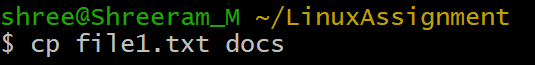 shree@Shreeram_M ~/LinuxAssignment
$ cp file1.txt docs